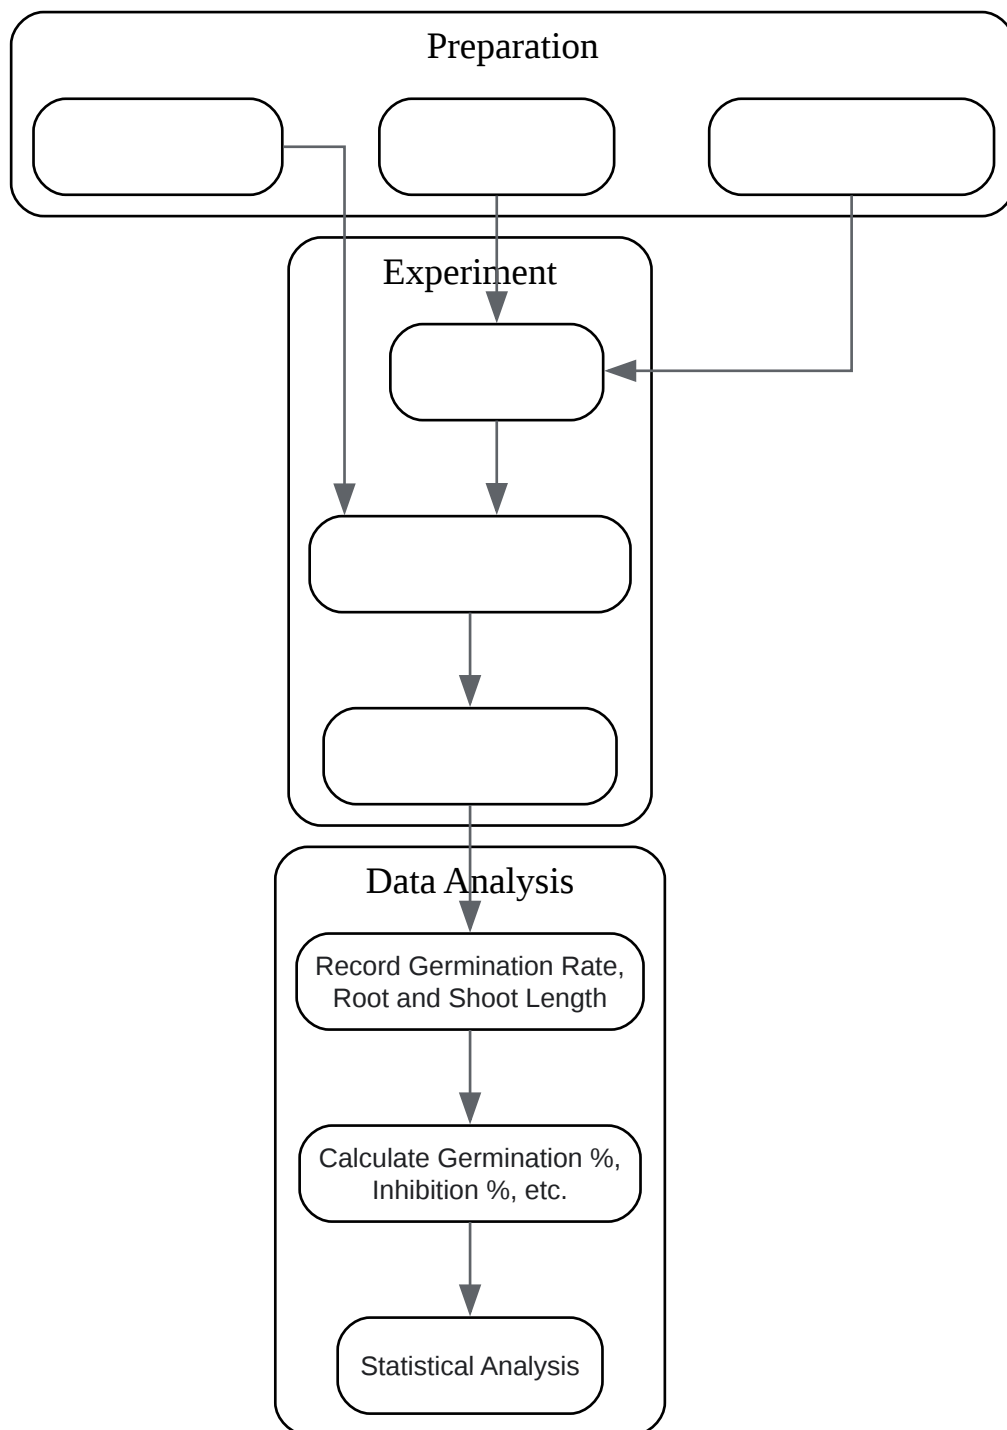 Preparation
Experiment
Data Analysis
Record Germination Rate,
Root and Shoot Length
Calculate Germination %,
Inhibition %, etc.
Statistical Analysis